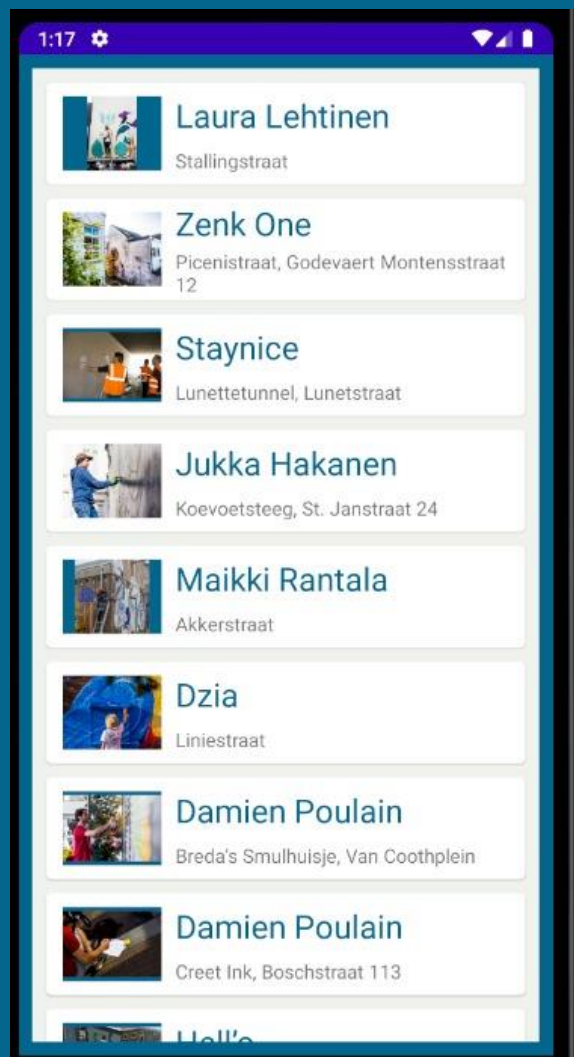 1:17
Laura Lehtinen
Stallingstraat
Zenk One
Picenistraat, Godevaert Montensstraat
12
Staynice
Lunettetunnel, Lunetstraat
Jukka Hakanen
Koevoetsteeg, St. Janstraat 24
Maikki Rantala
Akkerstraat
Dzia
Liniestraat
Damien Poulain
Breda's Smulhuisje, Van Coothplein
Damien Poulain
Creet Ink, Boschstraat 113